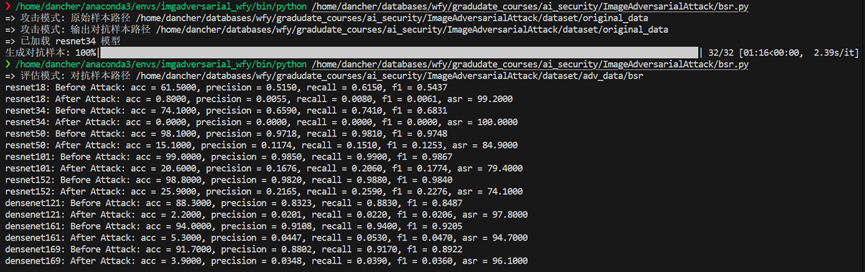 ❯ /home/dancher/anaconda3/envs/imgadversarial_wfy/bin/python /home/dancher/databases/wfy/gradudate_courses/ai_security/ImageAdversarialAttack/bsr.py
=> 攻击模式: 原始样本路径 /home/dancher/databases/wfy/gradudate_courses/ai_security/ImageAdversarialAttack/dataset/original_data
=> 攻击模式: 输出对抗样本路径 /home/dancher/databases/wfy/gradudate_courses/ai_security/ImageAdversarialAttack/dataset/original_data
=> 已加载 resnet34 模型
生成对抗样本: 100%| | 32/32 [01:16<00:00, 2.39s/it]
❯ /home/dancher/anaconda3/envs/imgadversarial_wfy/bin/python /home/dancher/databases/wfy/gradudate_courses/ai_security/ImageAdversarialAttack/bsr.py
=> 评估模式: 对抗样本路径 /home/dancher/databases/wfy/gradudate_courses/ai_security/ImageAdversarialAttack/dataset/adv_data/bsr
resnet18: Before Attack: acc = 61.5000, precision = 0.5150, recall = 0.6150, f1 = 0.5437
resnet18: After Attack: acc = 0.8000, precision = 0.0055, recall = 0.0080, f1 = 0.0061, asr = 99.2000
resnet34: Before Attack: acc = 74.1000, precision = 0.6590, recall = 0.7410, f1 = 0.6831
resnet34: After Attack: acc = 0.0000, precision = 0.0000, recall = 0.0000, f1 = 0.0000, asr = 100.0000
resnet50: Before Attack: acc = 98.1000, precision = 0.9718, recall = 0.9810, f1 = 0.9748
resnet50: After Attack: acc = 15.1000, precision = 0.1174, recall = 0.1510, f1 = 0.1253, asr = 84.9000
resnet101: Before Attack: acc = 99.0000, precision = 0.9850, recall = 0.9900, f1 = 0.9867
resnet101: After Attack: acc = 20.6000, precision = 0.1676, recall = 0.2060, f1 = 0.1774, asr = 79.4000
resnet152: Before Attack: acc = 98.8000, precision = 0.9820, recall = 0.9880, f1 = 0.9840
resnet152: After Attack: acc = 25.9000, precision = 0.2165, recall = 0.2590, f1 = 0.2276, asr = 74.1000
densenet121: Before Attack: acc = 88.3000, precision = 0.8323, recall = 0.8830, f1 = 0.8487
densenet121: After Attack: acc = 2.2000, precision = 0.0201, recall = 0.0220, f1 = 0.0206, asr = 97.8000
densenet161: Before Attack: acc = 94.0000, precision = 0.9108, recall = 0.9400, f1 = 0.9205
densenet161: After Attack: acc = 5.3000, precision = 0.0447, recall = 0.0530, f1 = 0.0470, asr = 94.7000
densenet169: Before Attack: acc = 91.7000, precision = 0.8802, recall = 0.9170, f1 = 0.8922
densenet169: After Attack: acc = 3.9000, precision = 0.0348, recall = 0.0390, f1 = 0.0360, asr = 96.1000